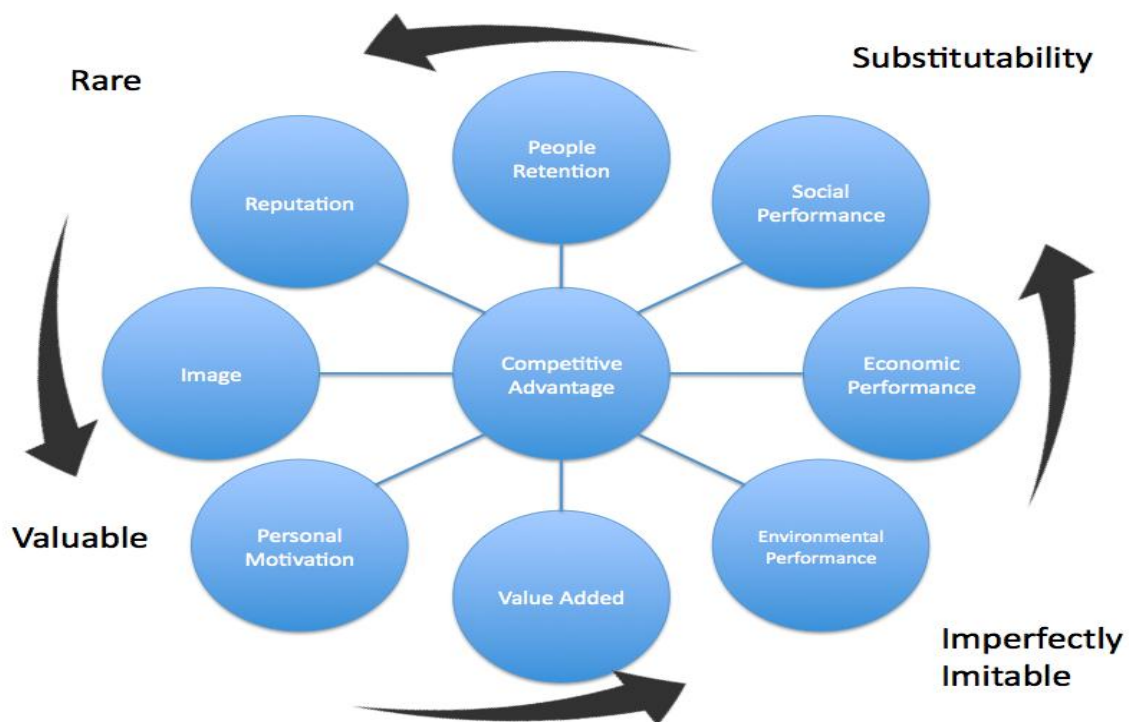 Substitutability
Rare
People
Retention
Social
Performance
Reputation
Competitive
Advantage
Economic
Performance
Image
Valuable
Personal
Motivation
Environmental
Performance
Value Added
Imperfectly
Imitable